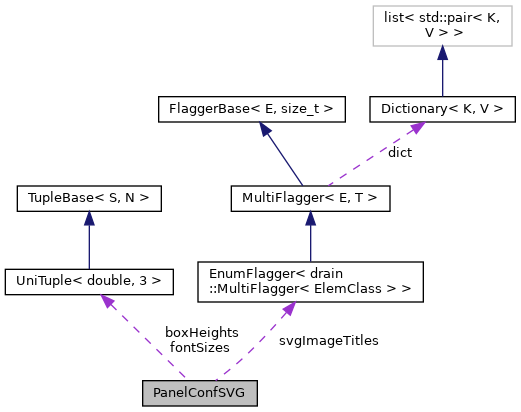 list< std::pair< K,
V > >
FlaggerBase< E, size_t >
Dictionary< K, V >
dict
TupleBase< S, N >
MultiFlagger< E, T >
UniTuple< double, 3 >
EnumFlagger< drain
::MultiFlagger< ElemClass > >
boxHeights
fontSizes
svgImageTitles
PanelConfSVG